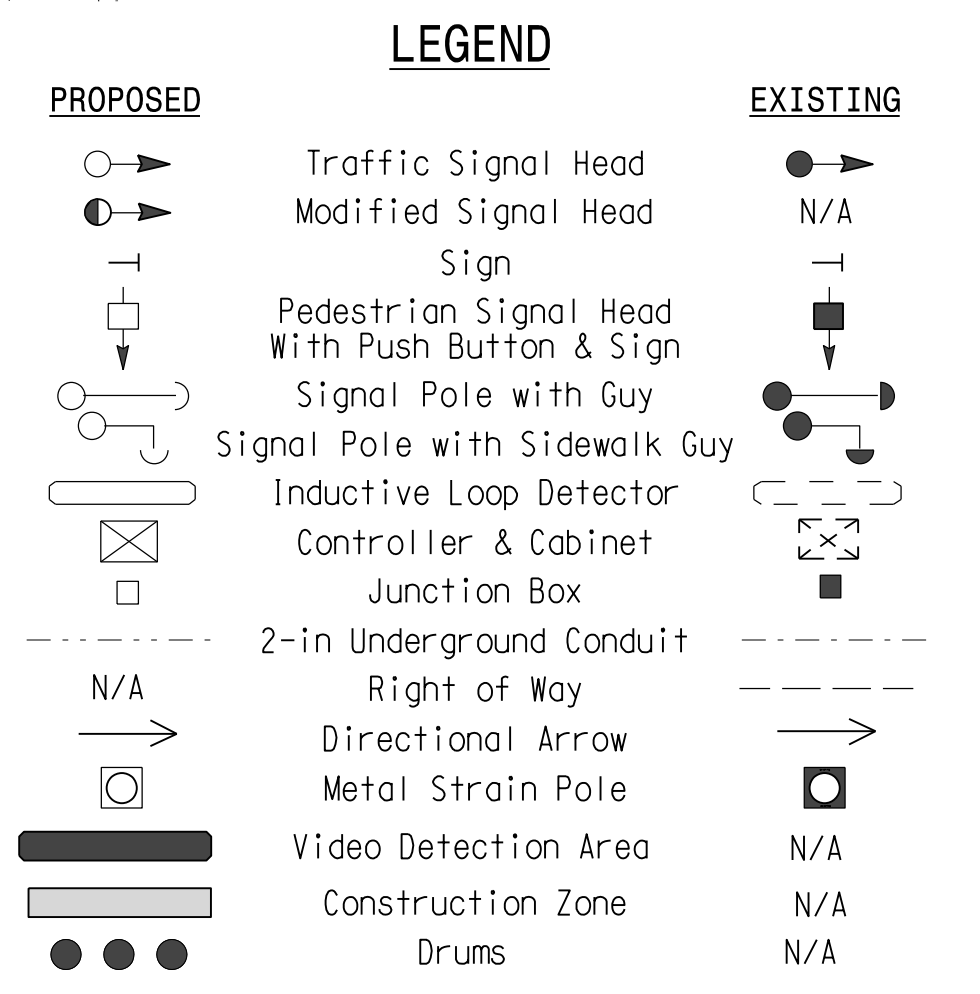 LEGEND
PROPOSED EXISTING
Traffic Signal Head
Modified Signal Head N/A
Sign
Pedestrian Signal Head
With Push Button & Sign
Signal Pole with Guy
Signal Pole with Sidewalk Guy
Inductive Loop Detector
Controller & Cabinet
Junction Box
2-in Underground Conduit
N/A Right of Way
Directional Arrow
Metal Strain Pole
Video Detection Area N/A
Construction Zone N/A
Drums N/A